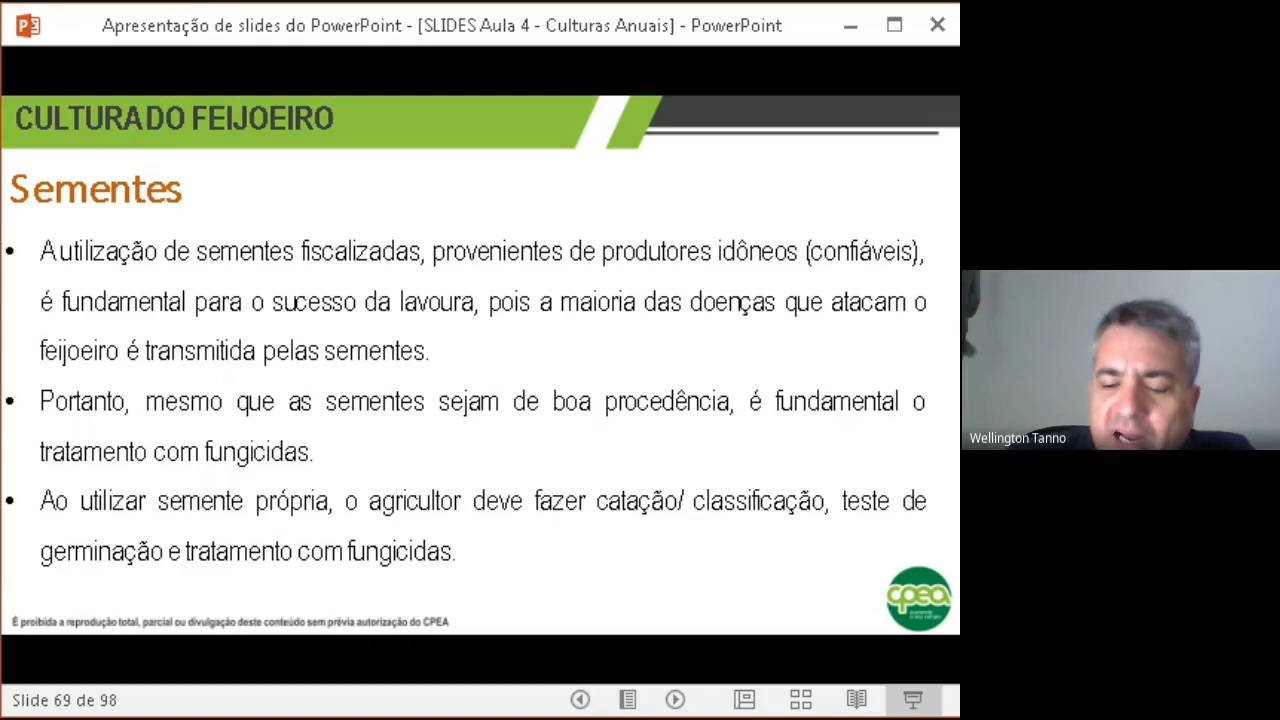 Apresentação de slides do PowerPoint - [SLIDES Aula 4 - Culturas Anuais] - PowerPoint
CULTURA DO FEIJOEIRO
Sementes
• A utilização de sementes fiscalizadas, provenientes de produtores idôneos (confiáveis),
é fundamental para o sucesso da lavoura, pois a maioria das doenças que atacam o
feijoeiro é transmitida pelas sementes.
• Portanto, mesmo que as sementes sejam de boa procedência, é fundamental o
tratamento com fungicidas.
• Ao utilizar semente própria, o agricultor deve fazer catação/ classificação, teste de
germinação e tratamento com fungicidas.
cpea
É proibida a reprodução total, parcial ou divulgação deste conteúdo sem prévia autorização do CPEA
Slide 69 de 98
Wellington Tanno